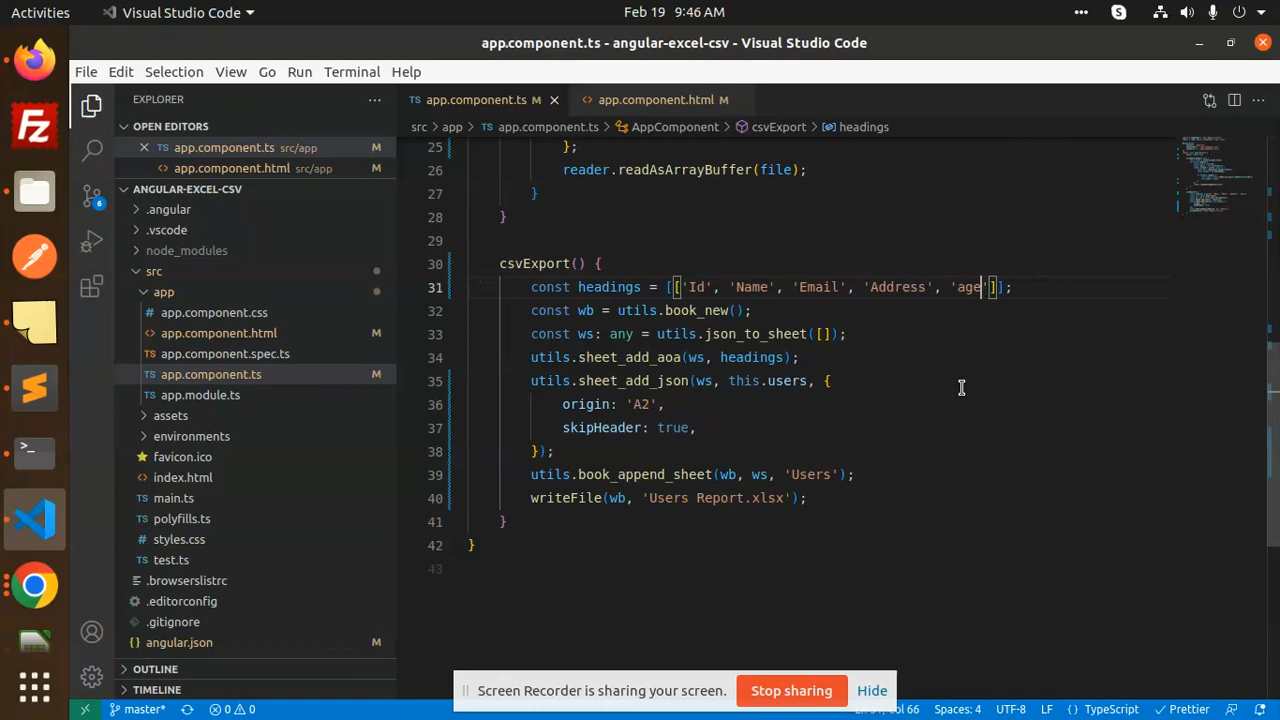 Activities
Visual Studio Code
Feb 19 9:46 AM
app.component.ts - angular-excel-csv - Visual Studio Code
File Edit Selection View Go Run Terminal Help
EXPLORER
OPEN EDITORS
app.component.ts src/app M
app.component.html src/app M
ANGULAR-EXCEL-CSV
.angular
.vscode
node_modules
src
app
app.component.css
app.component.html M
app.component.spec.ts
app.component.ts M
app.module.ts
assets
environments
favicon.ico
index.html
main.ts
polyfills.ts
styles.css
test.ts
.browserslistrc
.editorconfig
.gitignore
angular.json M
OUTLINE
TIMELINE
app.component.ts M
app.component.html M
src > app > app.component.ts > AppComponent > csvExport > headings
25 };
26 reader.readAsArrayBuffer(file);
27 }
28 }
29
30 csvExport() {
31 const headings = [['Id', 'Name', 'Email', 'Address', 'age']];
32 const wb = utils.book_new();
33 const ws: any = utils.json_to_sheet([]);
34 utils.sheet_add_aoa(ws, headings);
35 utils.sheet_add_json(ws, this.users, {
36 origin: 'A2',
37 skipHeader: true,
38 });
39 utils.book_append_sheet(wb, ws, 'Users');
40 writeFile(wb, 'Users Report.xlsx');
41 }
42 }
43
Screen Recorder is sharing your screen. Stop sharing Hide
master* 0 0 Spaces: 4 UTF-8 LF { } TypeScript Prettier